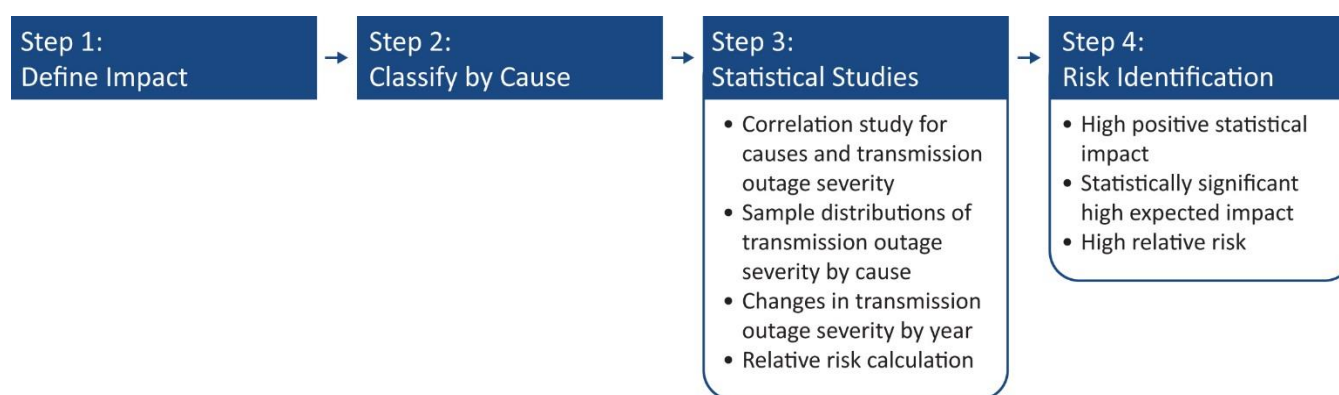 Step 1:
Define Impact
Step 2:
Classify by Cause
Step 3:
Statistical Studies
• Correlation study for
causes and transmission
outage severity
• Sample distributions of
transmission outage
severity by cause
• Changes in transmission
outage severity by year
• Relative risk calculation
Step 4:
Risk Identification
• High positive statistical
impact
• Statistically significant
high expected impact
• High relative risk